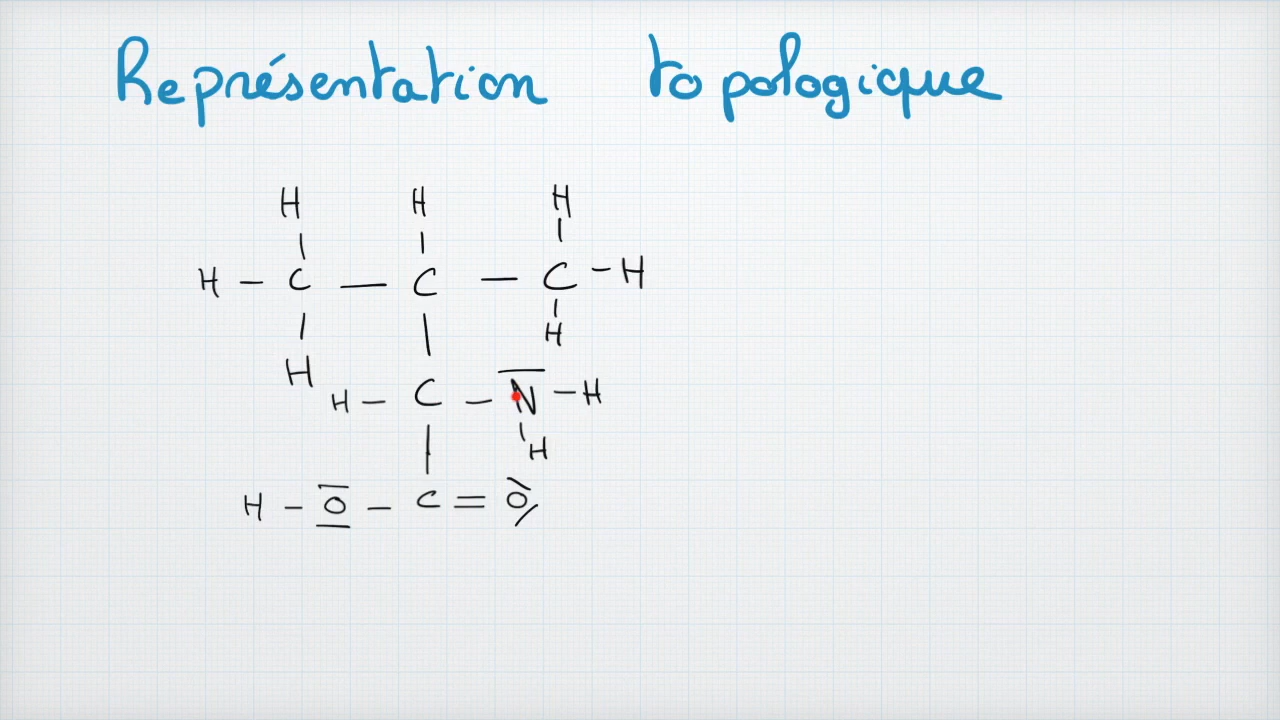 Représentation topologique
H H H
H - C - C - C - H
H
H
H - C - N - H
H
H - O - C = O